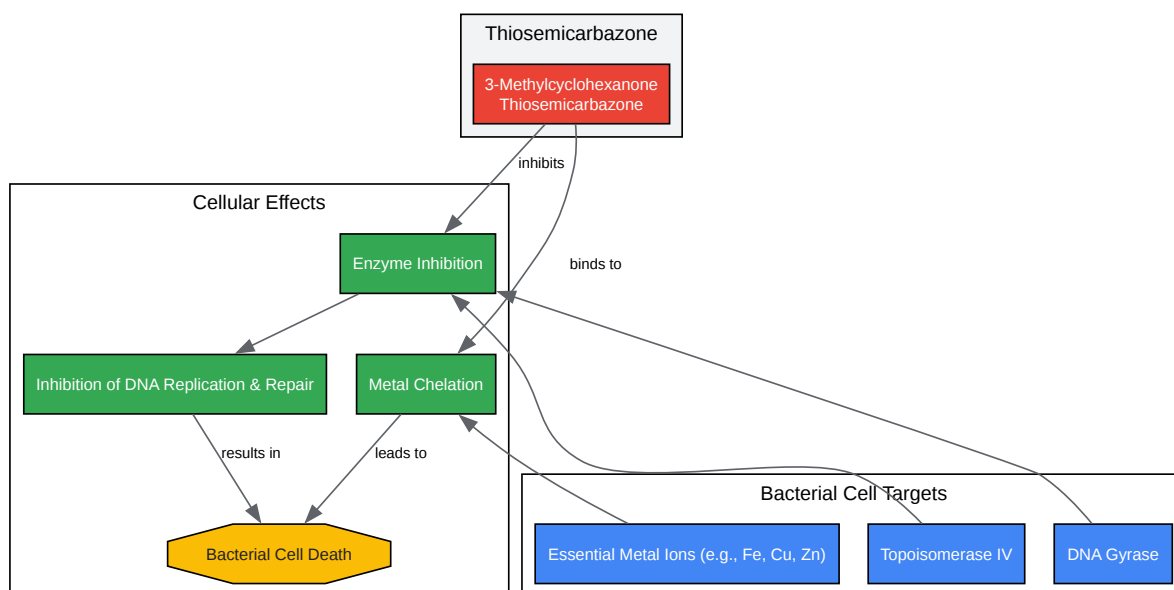 Thiosemicarbazone
3-Methylcyclohexanone
Thiosemicarbazone
inhibits
Cellular Effects
Enzyme Inhibition
binds to
Inhibition of DNA Replication & Repair
Metal Chelation
results in
leads to
Bacterial Cell Targets
Bacterial Cell Death
Essential Metal Ions (e.g., Fe, Cu, Zn)
Topoisomerase IV
DNA Gyrase